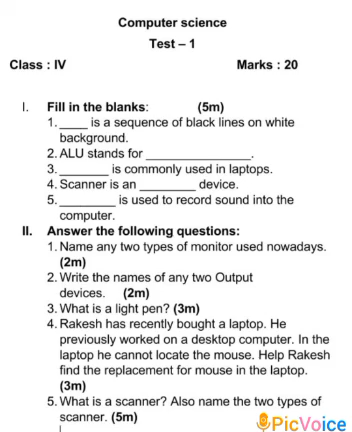 Computer science
Test – 1
Class : IV Marks : 20
I. Fill in the blanks: (5m)
1.____ is a sequence of black lines on white
background.
2. ALU stands for _______________.
3._______ is commonly used in laptops.
4. Scanner is an ________ device.
5.________ is used to record sound into the
computer.
II. Answer the following questions:
1. Name any two types of monitor used nowadays.
(2m)
2. Write the names of any two Output
devices. (2m)
3. What is a light pen? (3m)
4. Rakesh has recently bought a laptop. He
previously worked on a desktop computer. In the
laptop he cannot locate the mouse. Help Rakesh
find the replacement for mouse in the laptop.
(3m)
5. What is a scanner? Also name the two types of
scanner. (5m)
PicVoice